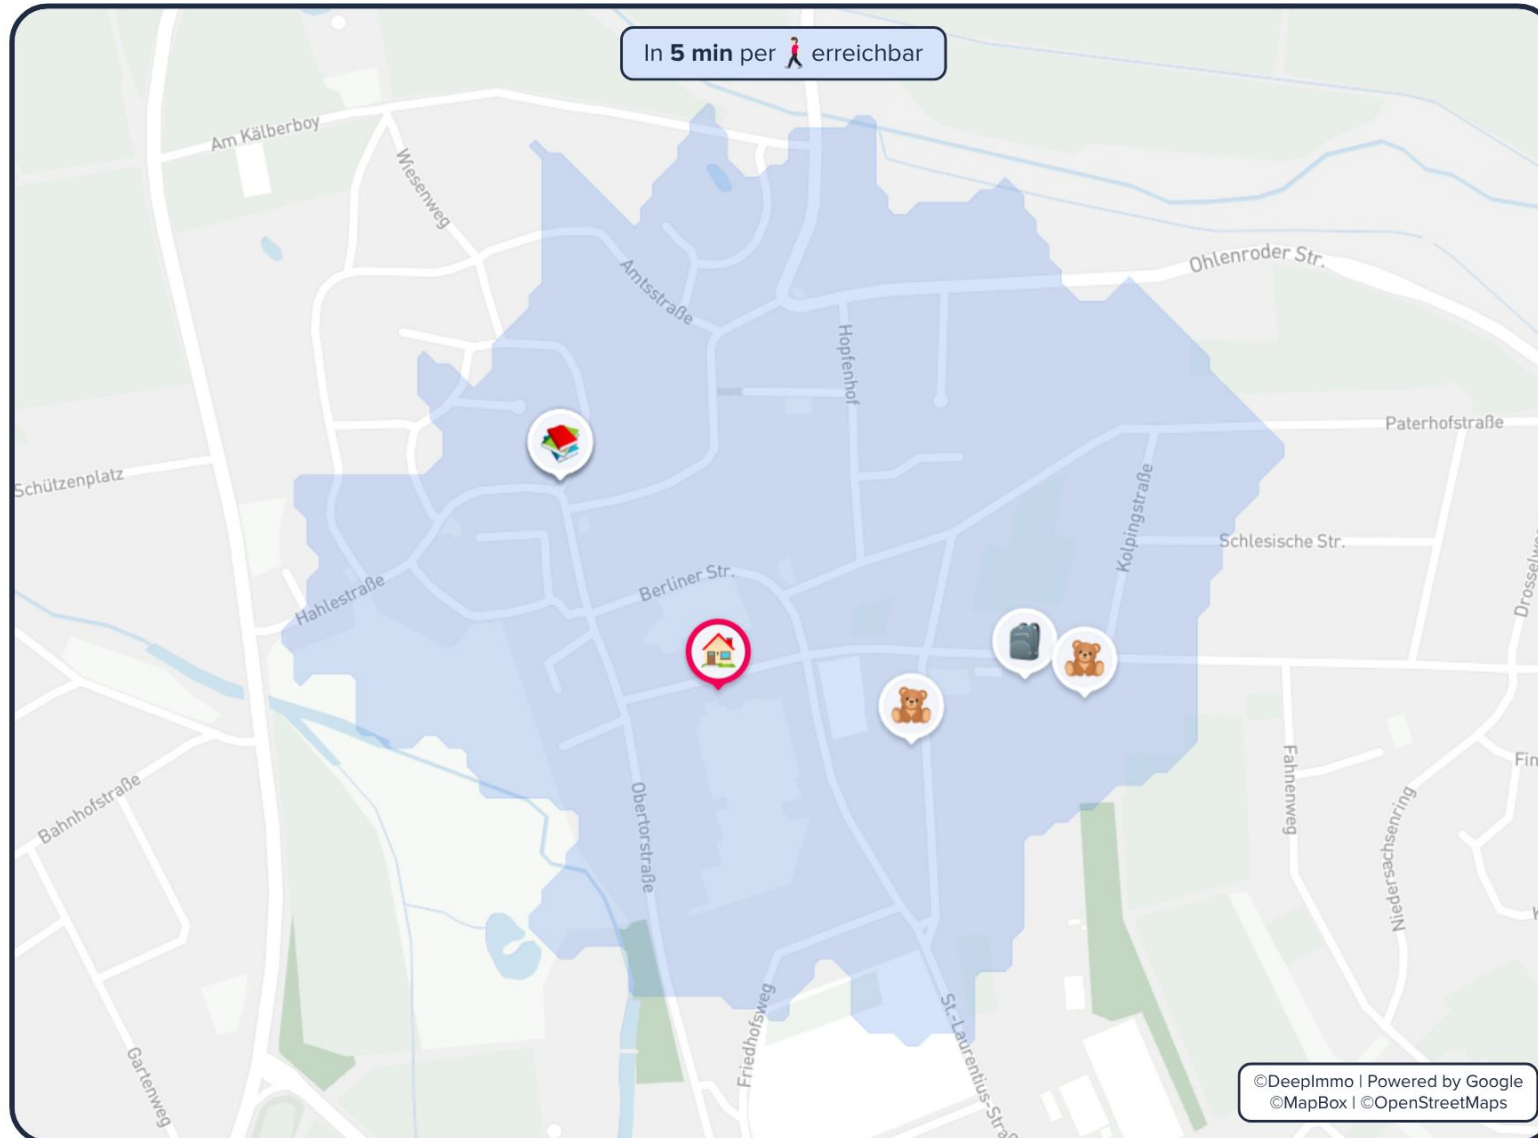 In 5 min per erreichbar
Am Kälberboy
Wiesenweg
Ohlenroder Str.
Amtsstraße
Hopfenhof
Paterhofstraße
Schützenplatz
Kolpingstraße
Schlesische Str.
Berliner Str.
Hahlestraße
Bahnhofstraße
Obertorstraße
Fahnenweg
Niedersachsenring
Gartenweg
Friedhofsweg
©DeepImmo | Powered by Google
©MapBox | ©OpenStreetMaps